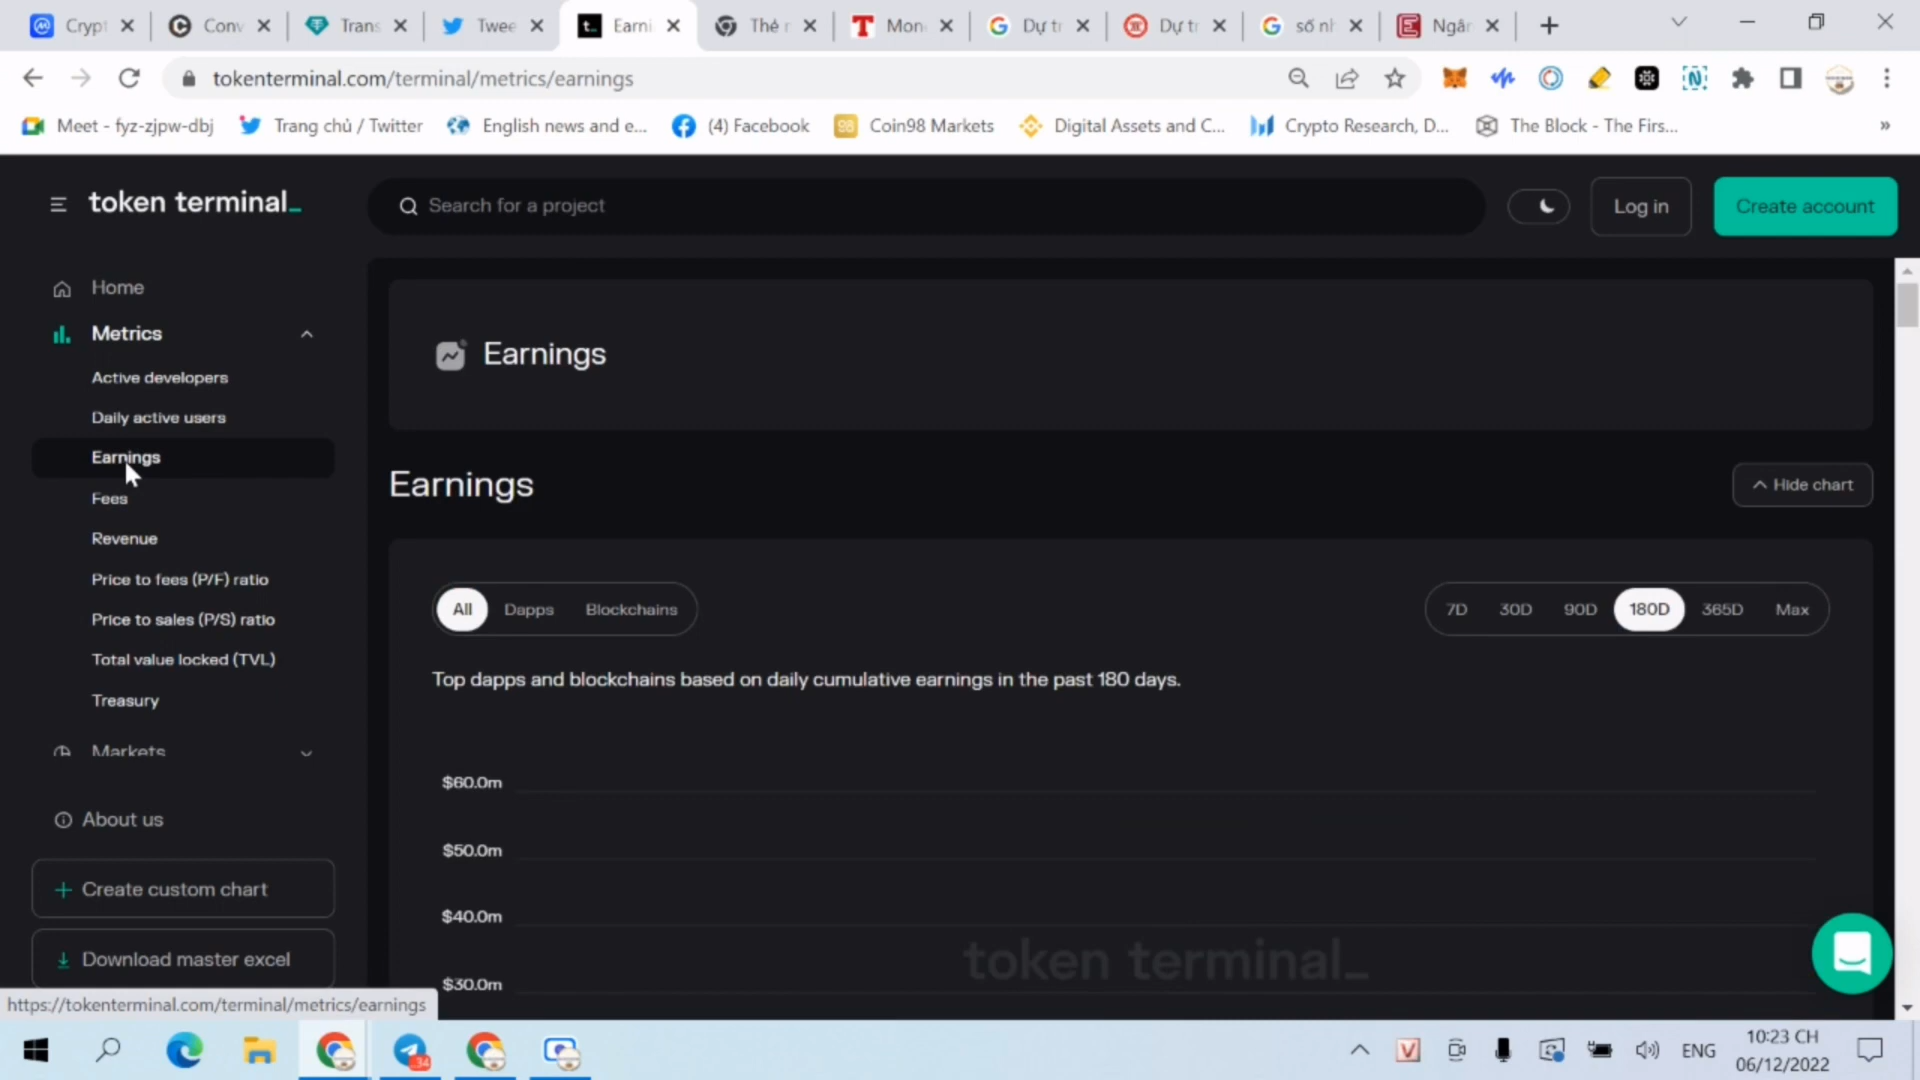 Crypt
Conv
Trans
Twee
Earni
Thẻ r
Mon
Dự tr
Dự tr
số nh
Ngân
tokenterminal.com/terminal/metrics/earnings
Meet - fyz-zjpw-dbj
Trang chủ / Twitter
English news and e...
(4) Facebook
Coin98 Markets
Digital Assets and C...
Crypto Research, D...
The Block - The Firs...
»
token terminal_
Search for a project
Log in
Create account
Home
Metrics
Active developers
Daily active users
Earnings
Fees
Revenue
Price to fees (P/F) ratio
Price to sales (P/S) ratio
Total value locked (TVL)
Treasury
Markets
About us
Create custom chart
Download master excel
Earnings
Earnings
Hide chart
All Dapps Blockchains
7D 30D 90D 180D 365D Max
Top dapps and blockchains based on daily cumulative earnings in the past 180 days.
$60.0m
$50.0m
$40.0m
$30.0m
token terminal_
https://tokenterminal.com/terminal/metrics/earnings
34
ENG
10:23 CH
06/12/2022